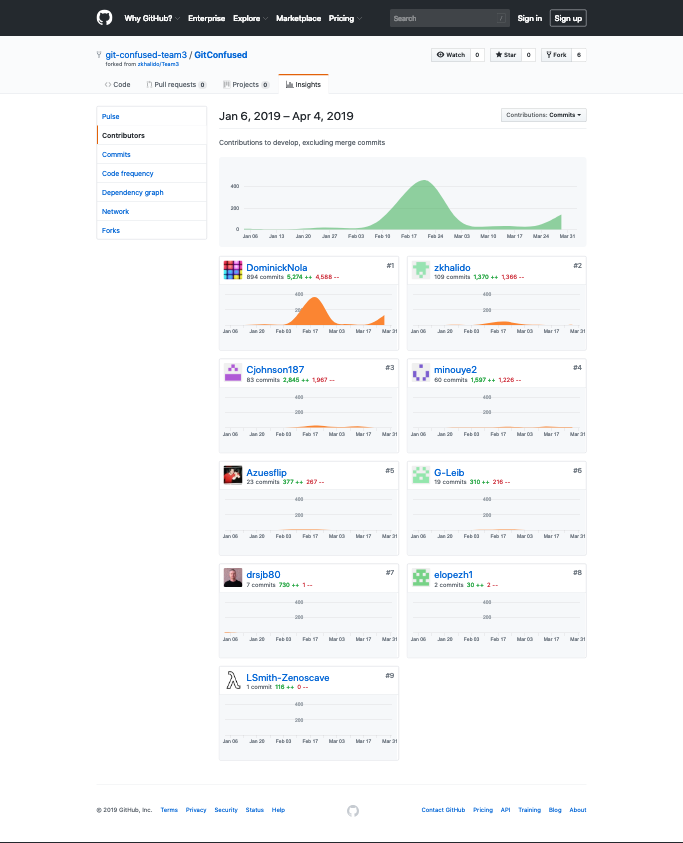 Why GitHub? Enterprise Explore Marketplace Pricing Search / Sign in Sign up
git-confused-team3 / GitConfused Watch 0 Star 0 Fork 6
forked from zkhalido/Team3
Code Pull requests 0 Projects 0 Insights
Pulse
Contributors
Commits
Code frequency
Dependency graph
Network
Forks
Jan 6, 2019 – Apr 4, 2019 Contributions: Commits
Contributions to develop, excluding merge commits
400
200
0
Jan 06 Jan 13 Jan 20 Jan 27 Feb 03 Feb 10 Feb 17 Feb 24 Mar 03 Mar 10 Mar 17 Mar 24 Mar 31
DominickNola #1
894 commits 5,274 ++ 4,588 --
400
200
Jan 06 Jan 20 Feb 03 Feb 17 Mar 03 Mar 17 Mar 31
zkhalido #2
109 commits 1,370 ++ 1,366 --
400
200
Jan 06 Jan 20 Feb 03 Feb 17 Mar 03 Mar 17 Mar 31
Cjohnson187 #3
83 commits 2,845 ++ 1,967 --
400
200
Jan 06 Jan 20 Feb 03 Feb 17 Mar 03 Mar 17 Mar 31
minouye2 #4
60 commits 1,597 ++ 1,226 --
400
200
Jan 06 Jan 20 Feb 03 Feb 17 Mar 03 Mar 17 Mar 31
Azuesflip #5
23 commits 377 ++ 267 --
400
200
Jan 06 Jan 20 Feb 03 Feb 17 Mar 03 Mar 17 Mar 31
G-Leib #6
19 commits 310 ++ 216 --
400
200
Jan 06 Jan 20 Feb 03 Feb 17 Mar 03 Mar 17 Mar 31
drsjb80 #7
7 commits 730 ++ 1 --
400
200
Jan 06 Jan 20 Feb 03 Feb 17 Mar 03 Mar 17 Mar 31
elopezh1 #8
2 commits 30 ++ 2 --
400
200
Jan 06 Jan 20 Feb 03 Feb 17 Mar 03 Mar 17 Mar 31
LSmith-Zenoscave #9
1 commit 116 ++ 0 --
400
200
Jan 06 Jan 20 Feb 03 Feb 17 Mar 03 Mar 17 Mar 31
© 2019 GitHub, Inc. Terms Privacy Security Status Help Contact GitHub Pricing API Training Blog About